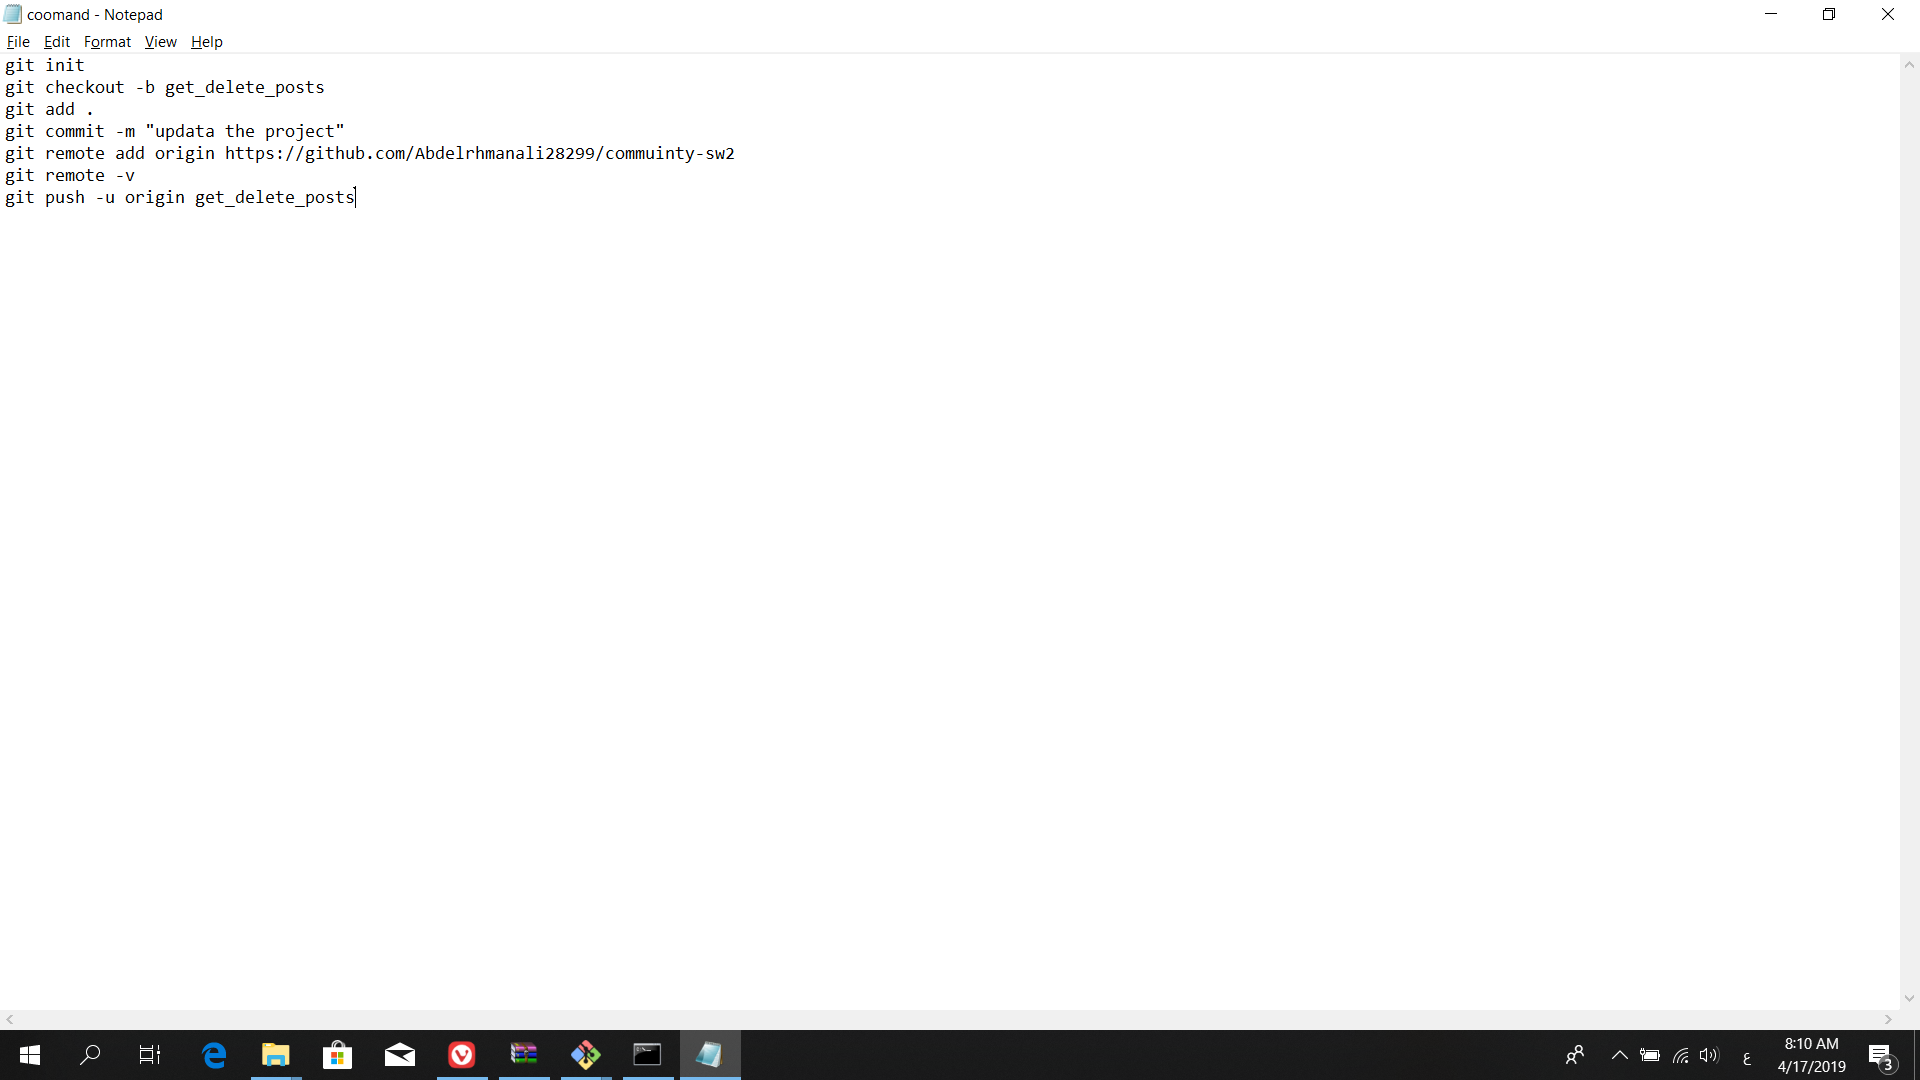 coomand - Notepad
File Edit Format View Help
git init
git checkout -b get_delete_posts
git add .
git commit -m "updata the project"
git remote add origin https://github.com/Abdelrhmanali28299/commuinty-sw2
git remote -v
git push -u origin get_delete_posts
ع
8:10 AM
4/17/2019
3